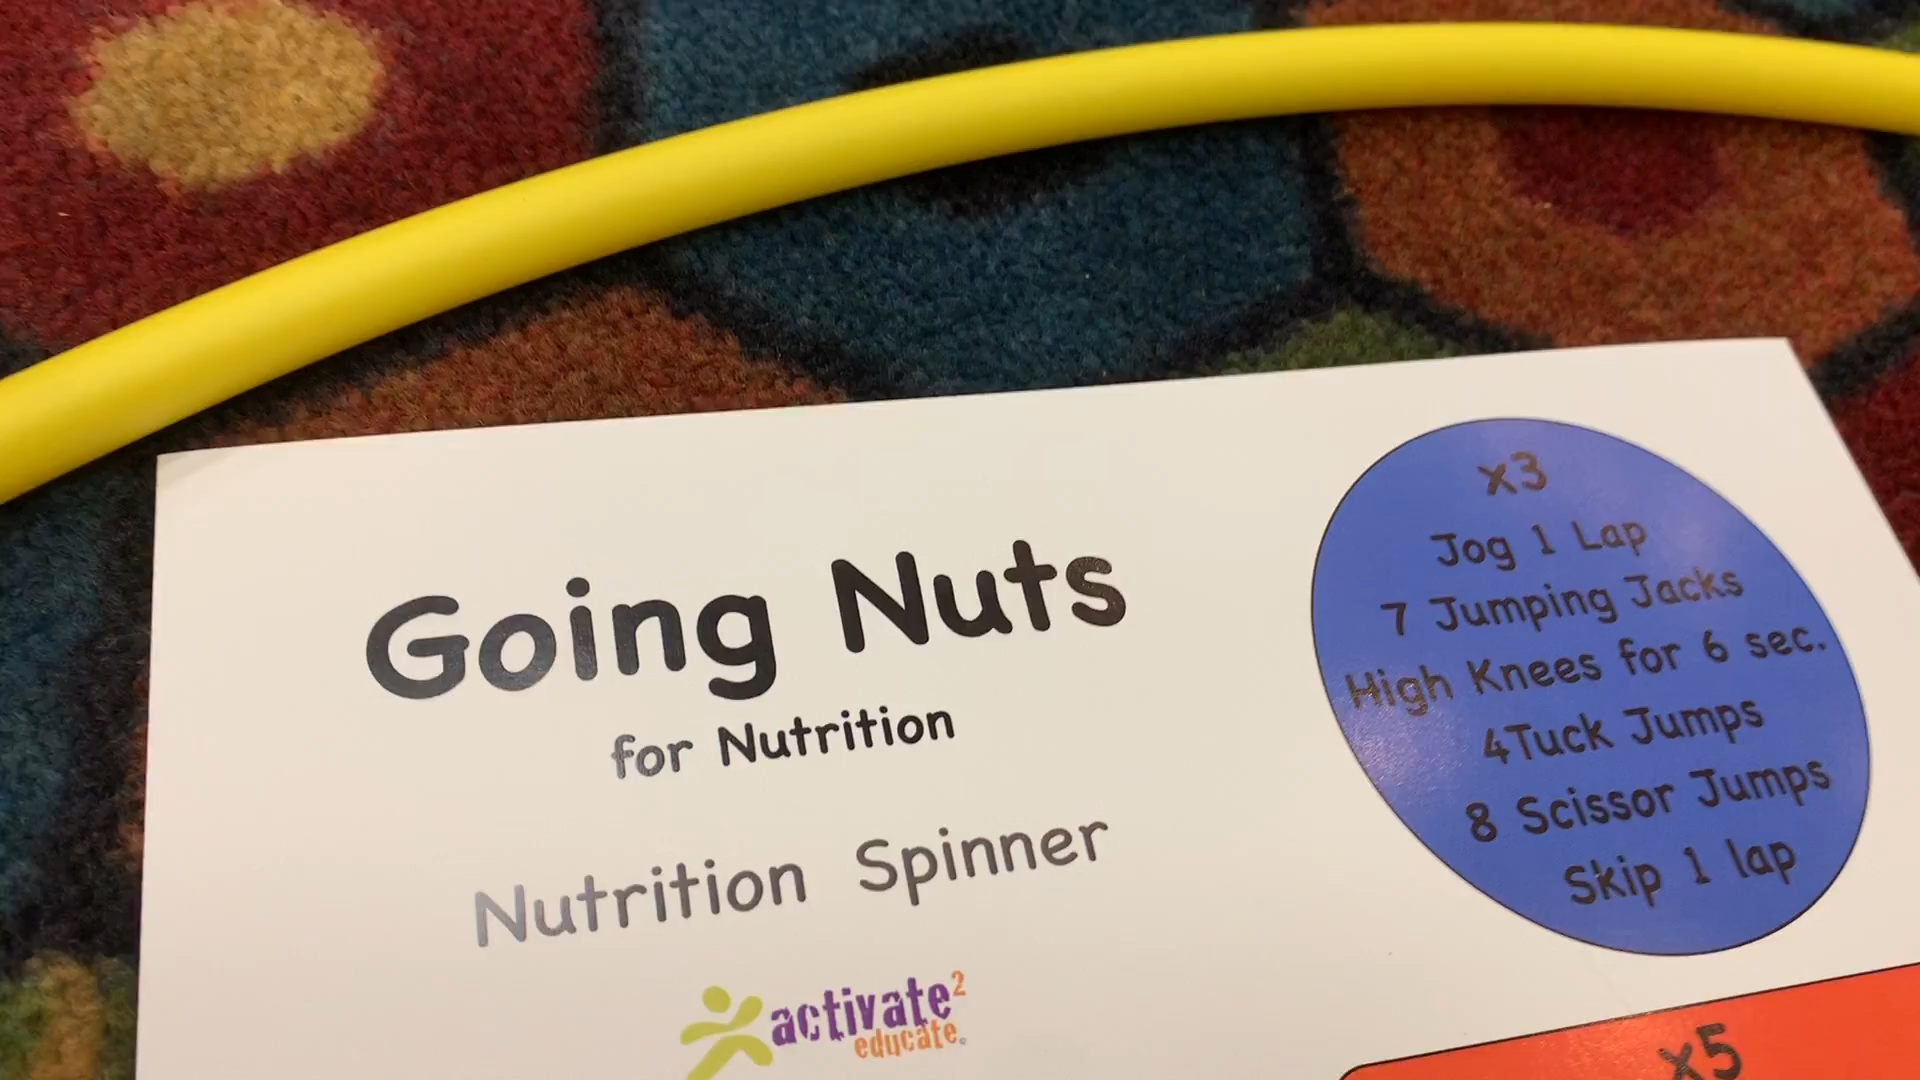 Going Nuts
for Nutrition
Nutrition Spinner
activate2
educate
x3
Jog 1 Lap
7 Jumping Jacks
High Knees for 6 sec.
4Tuck Jumps
8 Scissor Jumps
Skip 1 lap
x5